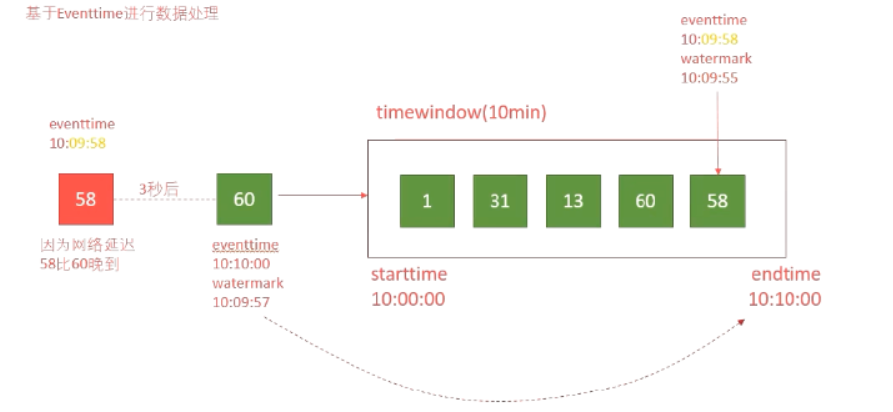 基于Eventtime进行数据处理
eventtime
10:09:58
watermark
10:09:55
timewindow(10min)
eventtime
10:09:58
58
3秒后
60
1
31
13
60
58
因为网络延迟
58比60晚到
eventtime
10:10:00
watermark
10:09:57
starttime
10:00:00
endtime
10:10:00